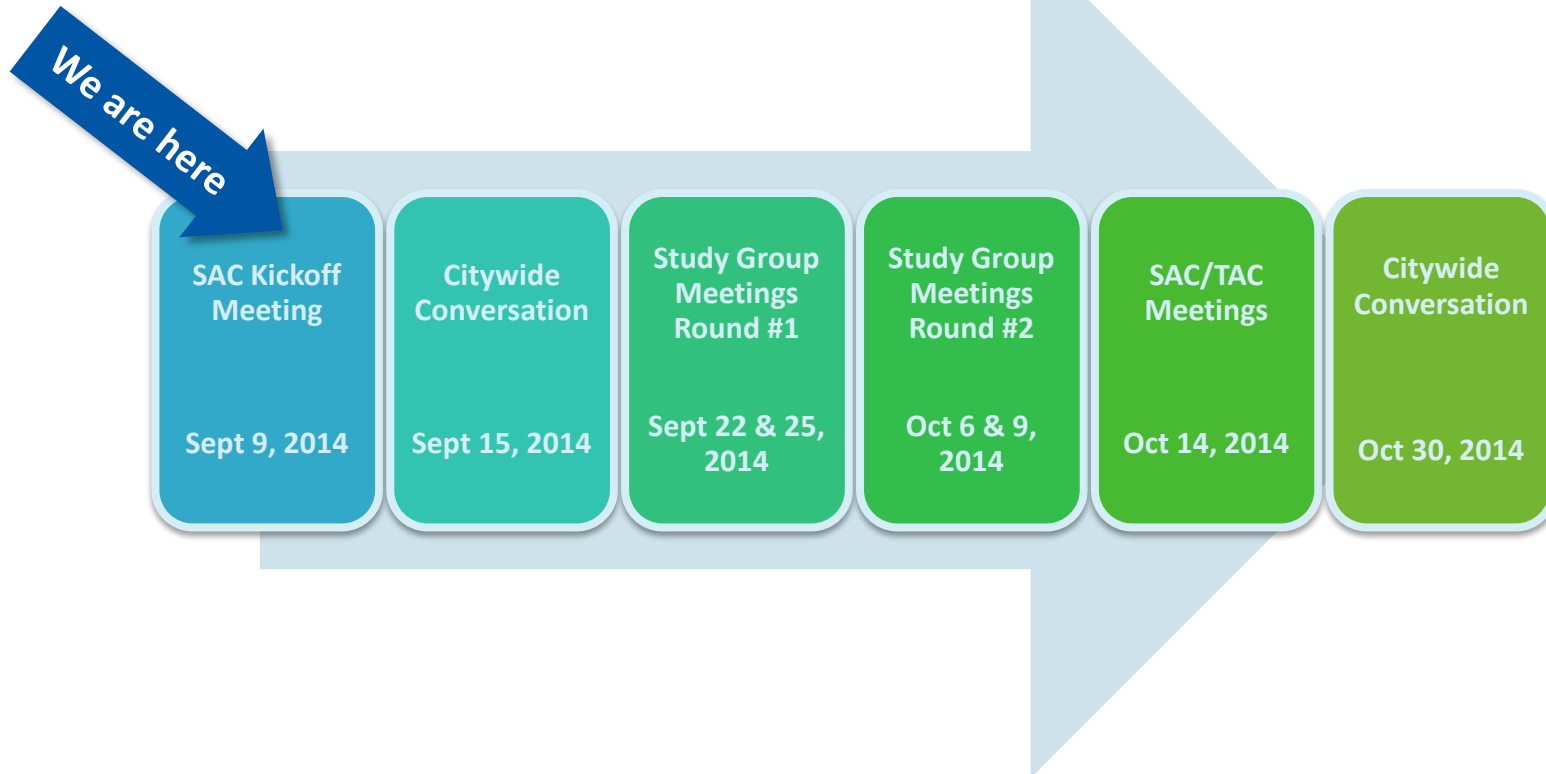 We are here
SAC Kickoff
Meeting
Sept 9, 2014
Citywide
Conversation
Sept 15, 2014
Study Group
Meetings
Round #1
Sept 22 & 25,
2014
Study Group
Meetings
Round #2
Oct 6 & 9,
2014
SAC/TAC
Meetings
Oct 14, 2014
Citywide
Conversation
Oct 30, 2014